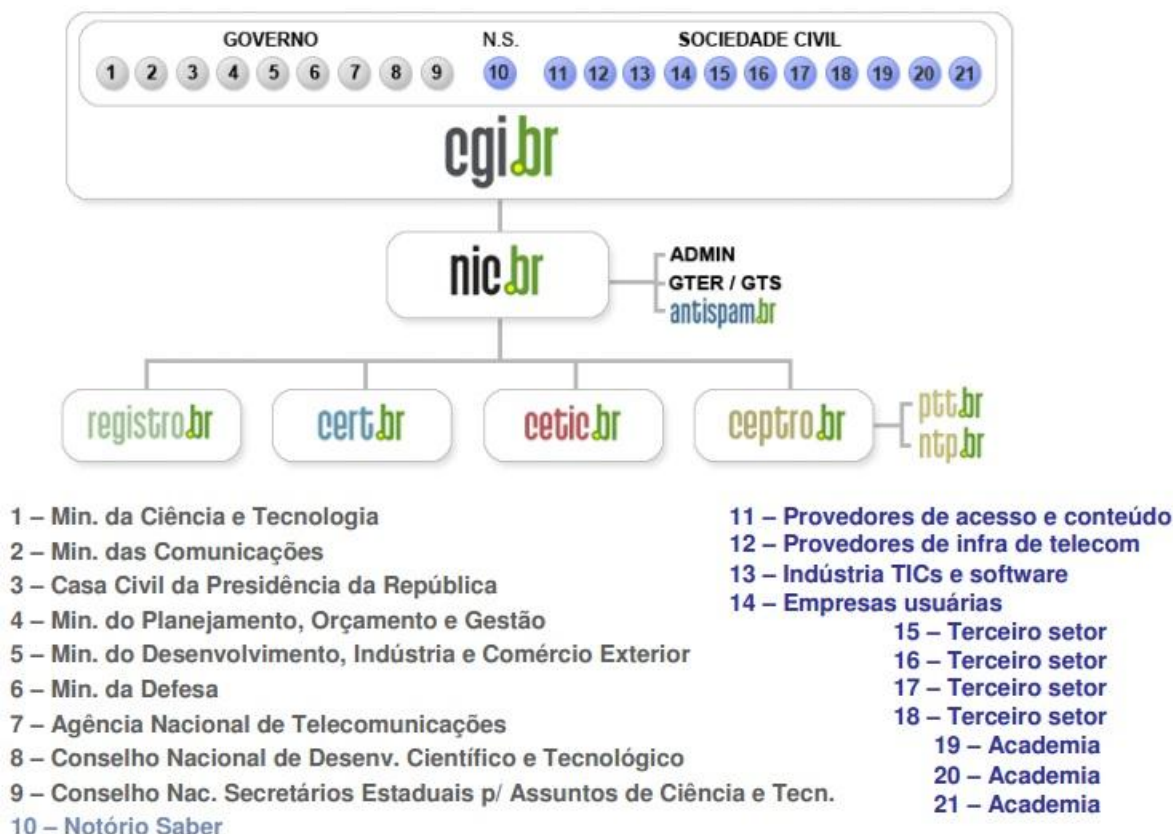 GOVERNO N.S. SOCIEDADE CIVIL
1 2 3 4 5 6 7 8 9 10 11 12 13 14 15 16 17 18 19 20 21
cgi.br
nic.br
ADMIN
GTER / GTS
antispam.br
registro.br cert.br cetic.br ceptro.br
ptt.br
ntp.br
1 – Min. da Ciência e Tecnologia
2 – Min. das Comunicações
3 – Casa Civil da Presidência da República
4 – Min. do Planejamento, Orçamento e Gestão
5 – Min. do Desenvolvimento, Indústria e Comércio Exterior
6 – Min. da Defesa
7 – Agência Nacional de Telecomunicações
8 – Conselho Nacional de Desenv. Científico e Tecnológico
9 – Conselho Nac. Secretários Estaduais p/ Assuntos de Ciência e Tecn.
10 – Notório Saber
11 – Provedores de acesso e conteúdo
12 – Provedores de infra de telecom
13 – Indústria TICs e software
14 – Empresas usuárias
15 – Terceiro setor
16 – Terceiro setor
17 – Terceiro setor
18 – Terceiro setor
19 – Academia
20 – Academia
21 – Academia